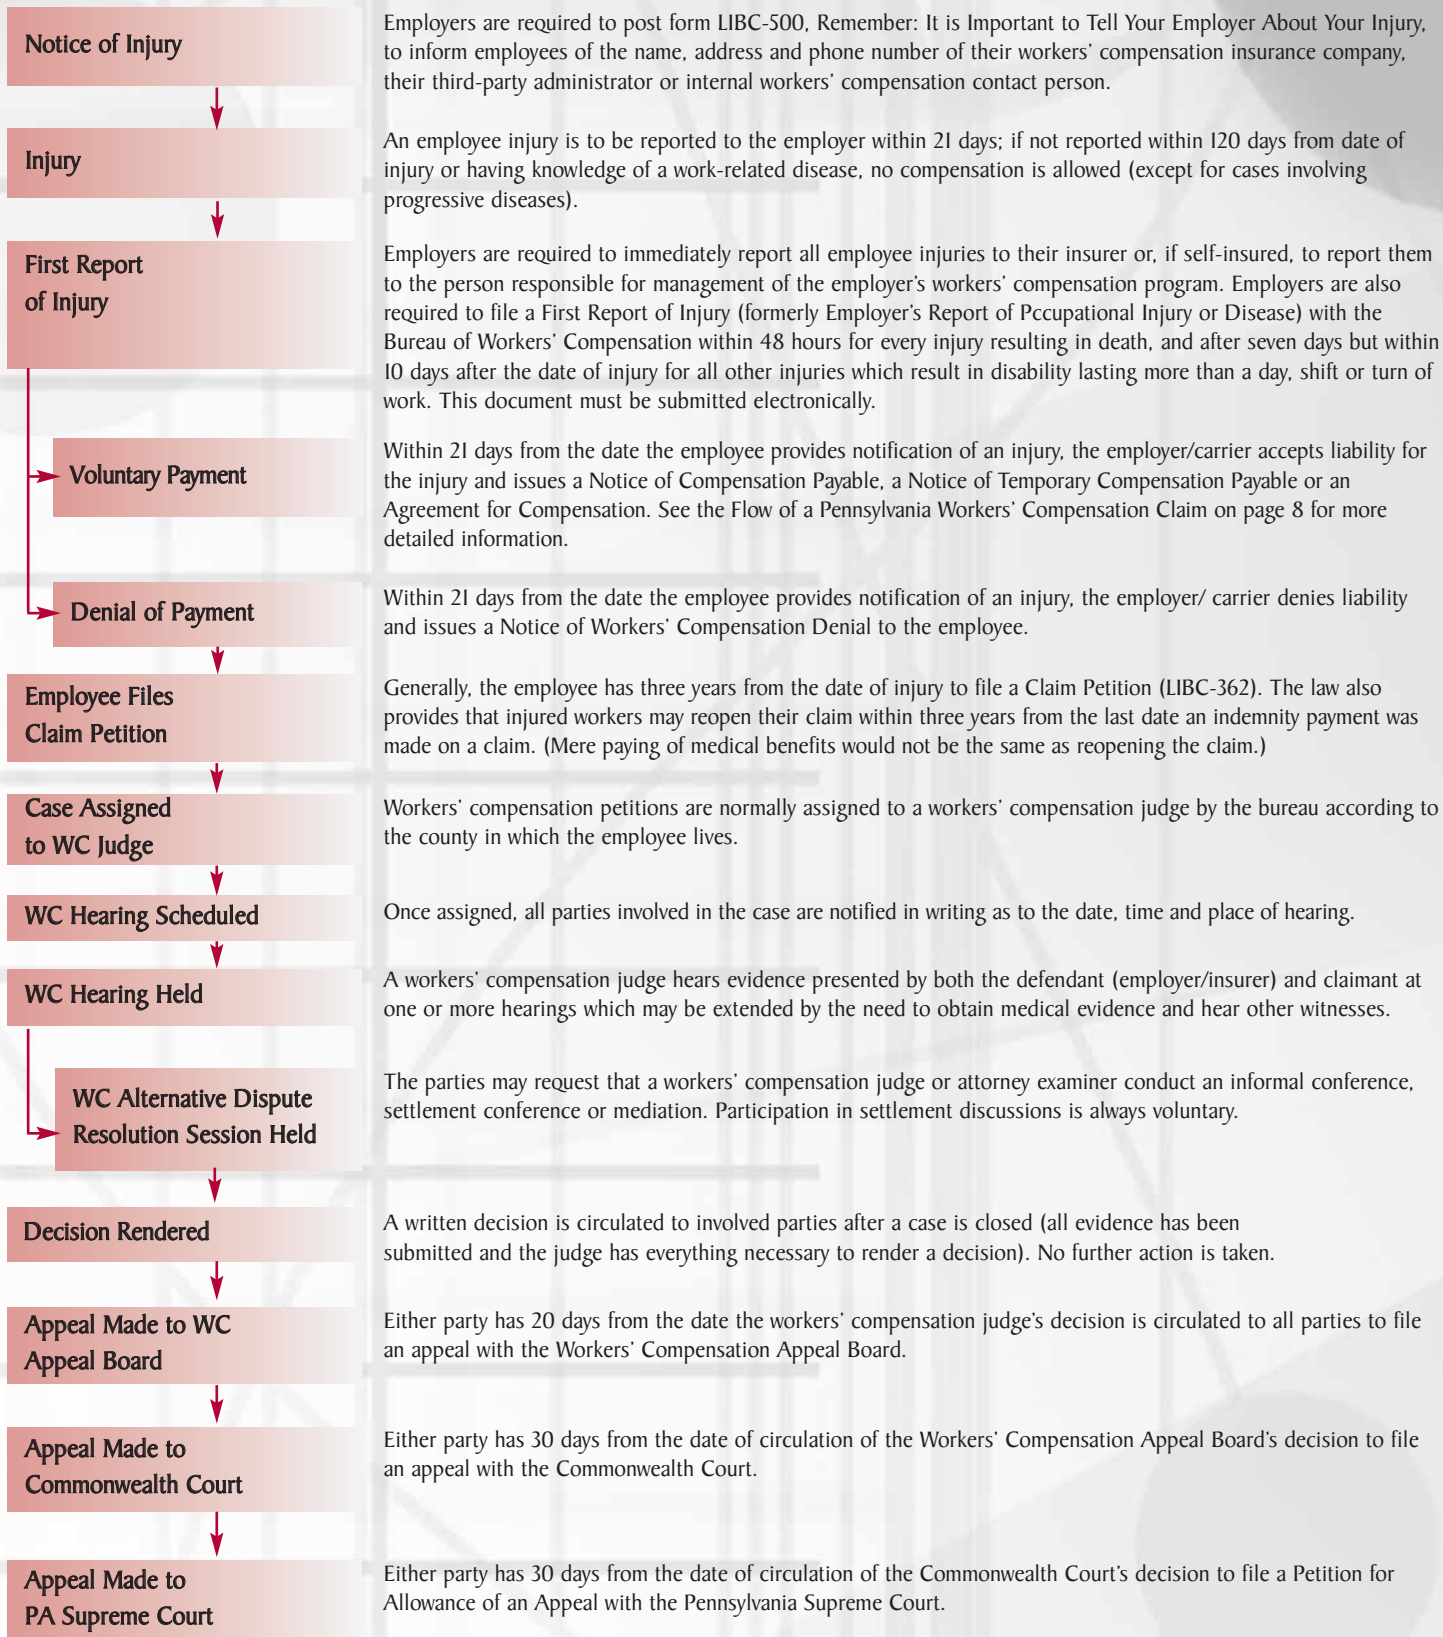 Notice of Injury
Employers are required to post form LIBC-500, Remember: It is Important to Tell Your Employer About Your Injury,
to inform employees of the name, address and phone number of their workers' compensation insurance company,
their third-party administrator or internal workers' compensation contact person.
Injury
An employee injury is to be reported to the employer within 21 days; if not reported within 120 days from date of
injury or having knowledge of a work-related disease, no compensation is allowed (except for cases involving
progressive diseases).
First Report
of Injury
Employers are required to immediately report all employee injuries to their insurer or, if self-insured, to report them
to the person responsible for management of the employer's workers' compensation program. Employers are also
required to file a First Report of Injury (formerly Employer's Report of Pccupational Injury or Disease) with the
Bureau of Workers' Compensation within 48 hours for every injury resulting in death, and after seven days but within
10 days after the date of injury for all other injuries which result in disability lasting more than a day, shift or turn of
work. This document must be submitted electronically.
Voluntary Payment
Within 21 days from the date the employee provides notification of an injury, the employer/carrier accepts liability for
the injury and issues a Notice of Compensation Payable, a Notice of Temporary Compensation Payable or an
Agreement for Compensation. See the Flow of a Pennsylvania Workers' Compensation Claim on page 8 for more
detailed information.
Denial of Payment
Within 21 days from the date the employee provides notification of an injury, the employer/ carrier denies liability
and issues a Notice of Workers' Compensation Denial to the employee.
Employee Files
Claim Petition
Generally, the employee has three years from the date of injury to file a Claim Petition (LIBC-362). The law also
provides that injured workers may reopen their claim within three years from the last date an indemnity payment was
made on a claim. (Mere paying of medical benefits would not be the same as reopening the claim.)
Case Assigned
to WC Judge
Workers' compensation petitions are normally assigned to a workers' compensation judge by the bureau according to
the county in which the employee lives.
WC Hearing Scheduled
Once assigned, all parties involved in the case are notified in writing as to the date, time and place of hearing.
WC Hearing Held
A workers' compensation judge hears evidence presented by both the defendant (employer/insurer) and claimant at
one or more hearings which may be extended by the need to obtain medical evidence and hear other witnesses.
WC Alternative Dispute
Resolution Session Held
The parties may request that a workers' compensation judge or attorney examiner conduct an informal conference,
settlement conference or mediation. Participation in settlement discussions is always voluntary.
Decision Rendered
A written decision is circulated to involved parties after a case is closed (all evidence has been
submitted and the judge has everything necessary to render a decision). No further action is taken.
Appeal Made to WC
Appeal Board
Either party has 20 days from the date the workers' compensation judge's decision is circulated to all parties to file
an appeal with the Workers' Compensation Appeal Board.
Appeal Made to
Commonwealth Court
Either party has 30 days from the date of circulation of the Workers' Compensation Appeal Board's decision to file
an appeal with the Commonwealth Court.
Appeal Made to
PA Supreme Court
Either party has 30 days from the date of circulation of the Commonwealth Court's decision to file a Petition for
Allowance of an Appeal with the Pennsylvania Supreme Court.